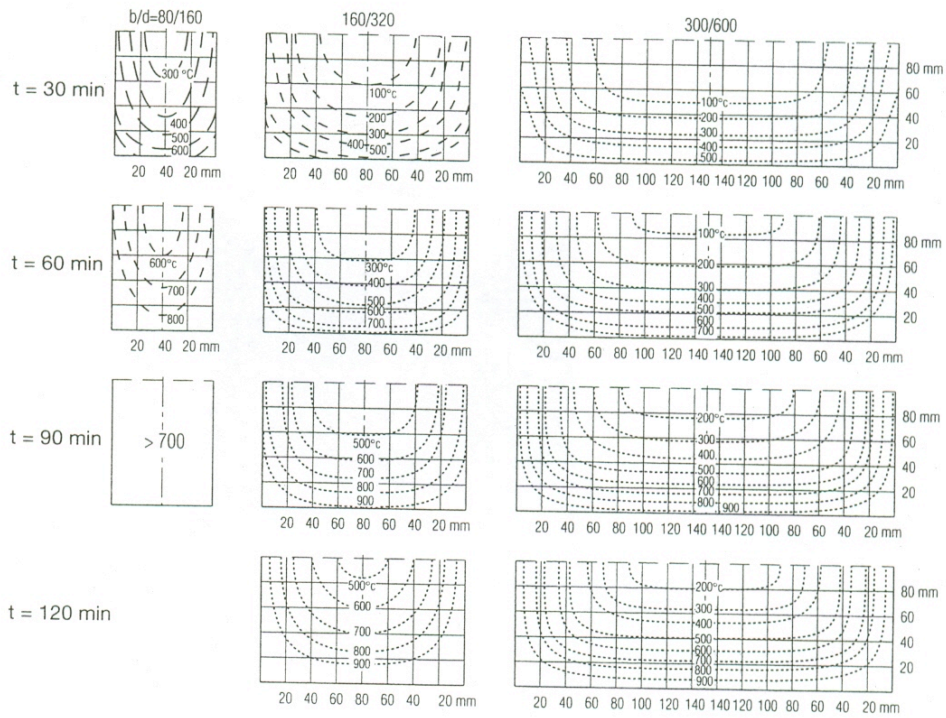 b/d=80/160 160/320 300/600
t = 30 min
300 °C
400
500
600
20 40 20 mm
100°c
200
300
400
500
20 40 60 80 60 40 20 mm
100°c
200
300
400
500
80 mm
60
40
20
20 40 60 80 100 120 140 140 120 100 80 60 40 20 mm
t = 60 min
600°c
700
800
20 40 20 mm
300°c
400
500
600
700
20 40 60 80 60 40 20 mm
100°c
200
300
400
500
600
700
80 mm
60
40
20
20 40 60 80 100 120 140 120 100 80 60 40 20 mm
t = 90 min
> 700
500°c
600
700
800
900
20 40 60 80 60 40 20 mm
200°c
300
400
500
600
700
800
900
80 mm
60
40
20
20 40 60 80 100 120 140 140 120 100 80 60 40 20 mm
t = 120 min
500°c
600
700
800
900
20 40 60 80 60 40 20 mm
200°c
300
400
500
600
700
800
900
80 mm
60
40
20
20 40 60 80 100 120 140 140 120 100 80 60 40 20 mm